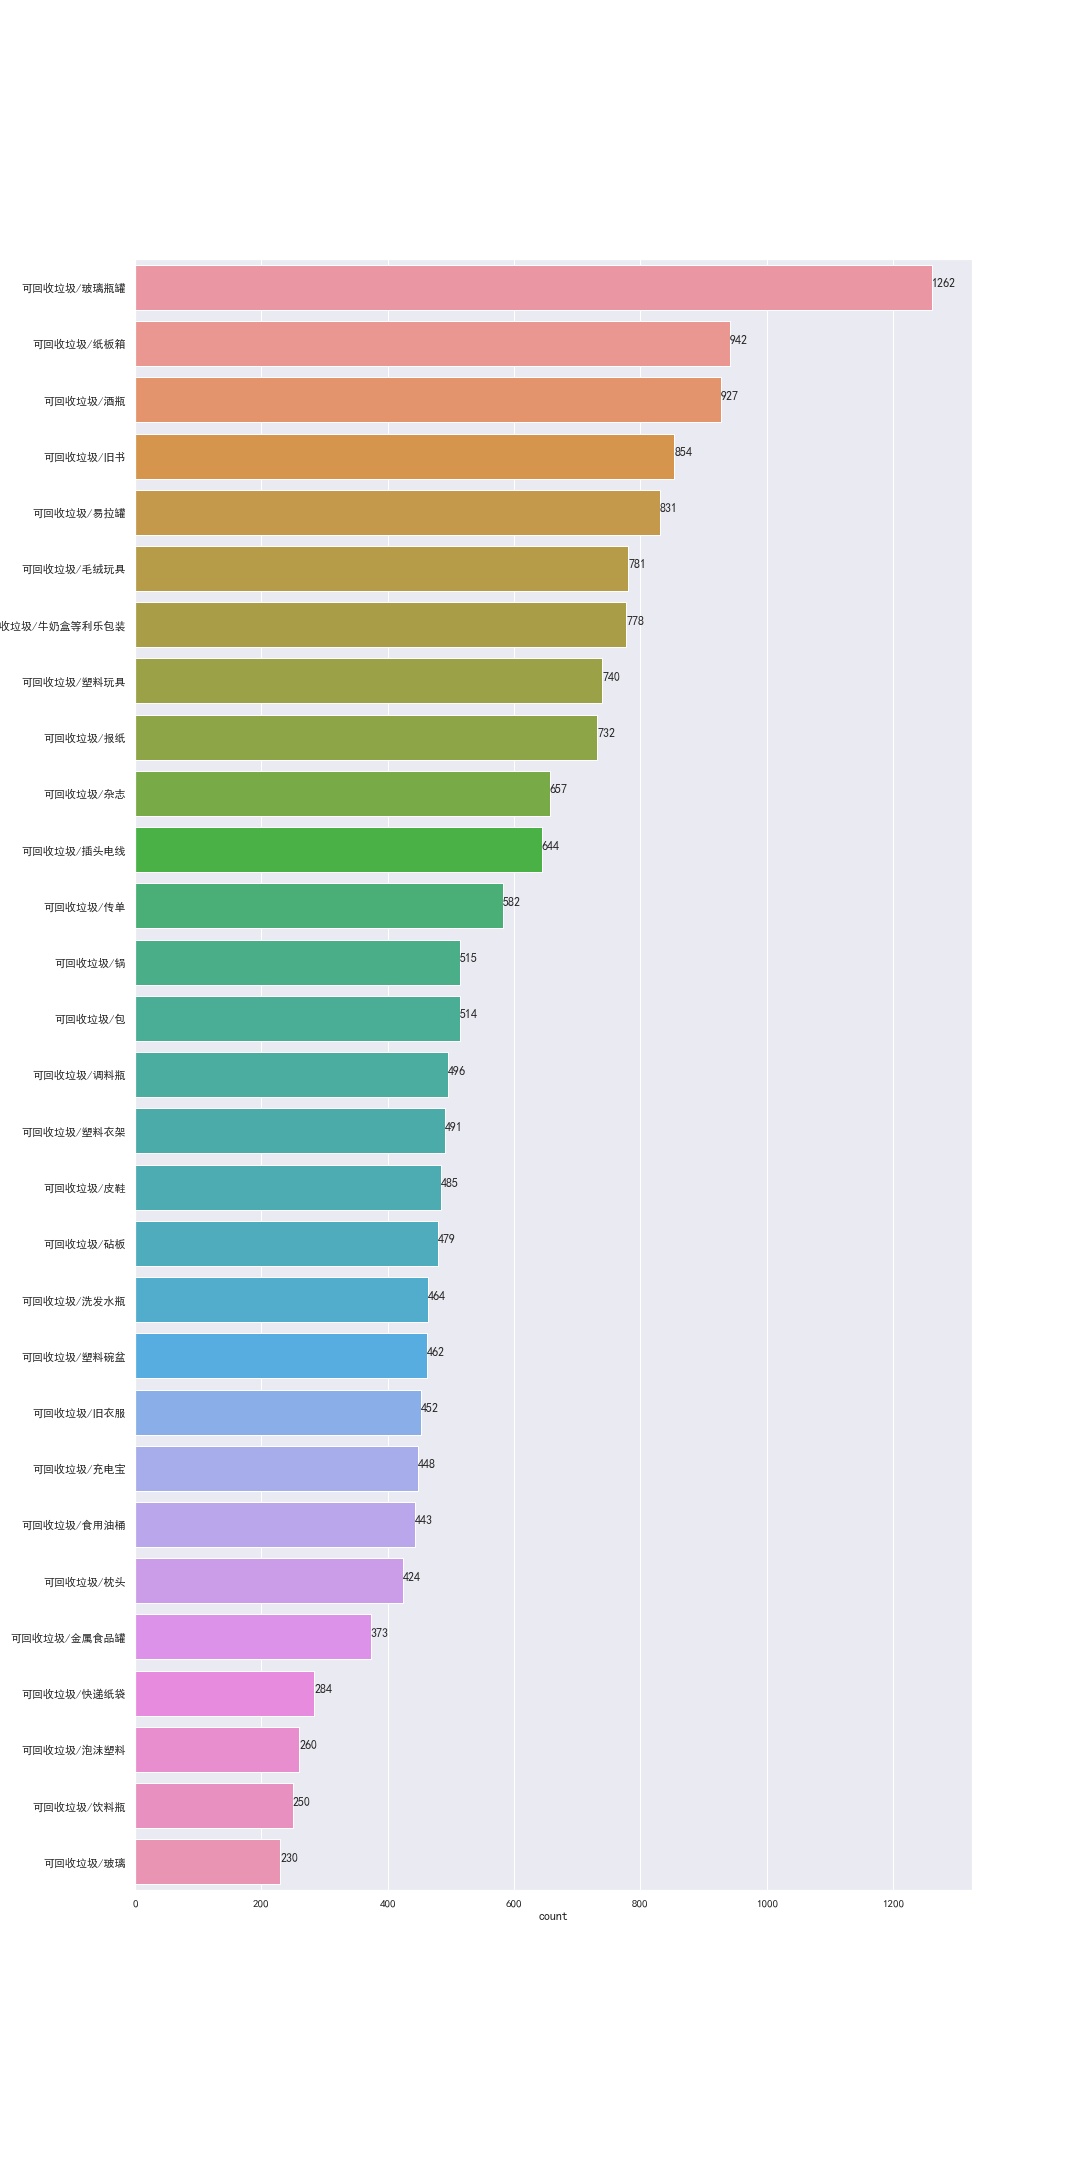 可回收垃圾/玻璃瓶罐 1262
可回收垃圾/纸板箱 942
可回收垃圾/酒瓶 927
可回收垃圾/旧书 854
可回收垃圾/易拉罐 831
可回收垃圾/毛绒玩具 781
收垃圾/牛奶盒等利乐包装 778
可回收垃圾/塑料玩具 740
可回收垃圾/报纸 732
可回收垃圾/杂志 657
可回收垃圾/插头电线 644
可回收垃圾/传单 582
可回收垃圾/锅 515
可回收垃圾/包 514
可回收垃圾/调料瓶 496
可回收垃圾/塑料衣架 491
可回收垃圾/皮鞋 485
可回收垃圾/砧板 479
可回收垃圾/洗发水瓶 464
可回收垃圾/塑料碗盆 462
可回收垃圾/旧衣服 452
可回收垃圾/充电宝 448
可回收垃圾/食用油桶 443
可回收垃圾/枕头 424
可回收垃圾/金属食品罐 373
可回收垃圾/快递纸袋 284
可回收垃圾/泡沫塑料 260
可回收垃圾/饮料瓶 250
可回收垃圾/玻璃 230
0 200 400 600 800 1000 1200
count